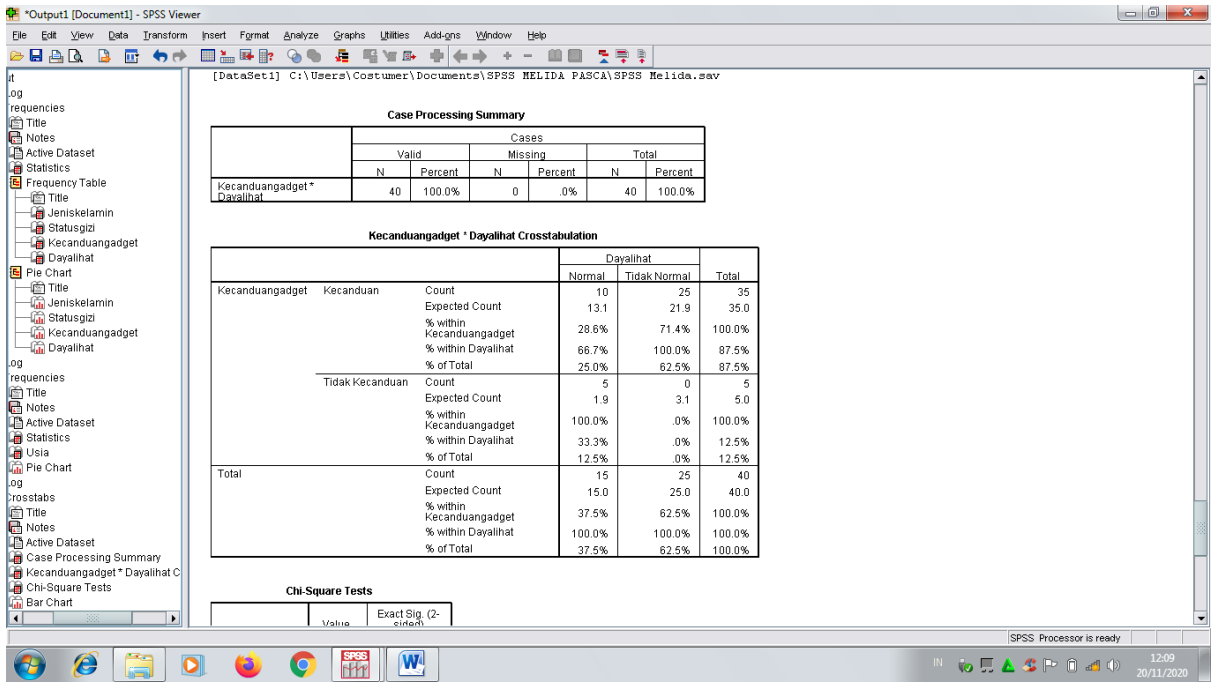 *Output1 [Document1] - SPSS Viewer
File Edit View Data Transform Insert Format Analyze Graphs Utilities Add-ons Window Help
Log
Frequencies
Title
Notes
Active Dataset
Statistics
Frequency Table
Title
Jeniskelamin
Statusgizi
Kecanduangadget
Dayalihat
Pie Chart
Title
Jeniskelamin
Statusgizi
Kecanduangadget
Dayalihat
Log
Frequencies
Title
Notes
Active Dataset
Statistics
Usia
Pie Chart
Log
Crosstabs
Title
Notes
Active Dataset
Case Processing Summary
Kecanduangadget * Dayalihat C
Chi-Square Tests
Bar Chart
[DataSet1] C:\Users\Costumer\Documents\SPSS MELIDA PASCA\SPSS Melida.sav
Case Processing Summary
Cases
Valid Missing Total
N Percent N Percent N Percent
Kecanduangadget * Dayalihat 40 100.0% 0 .0% 40 100.0%
Kecanduangadget * Dayalihat Crosstabulation
Dayalihat
Normal Tidak Normal Total
Kecanduangadget Kecanduan Count 10 25 35
Expected Count 13.1 21.9 35.0
% within Kecanduangadget 28.6% 71.4% 100.0%
% within Dayalihat 66.7% 100.0% 87.5%
% of Total 25.0% 62.5% 87.5%
Tidak Kecanduan Count 5 0 5
Expected Count 1.9 3.1 5.0
% within Kecanduangadget 100.0% .0% 100.0%
% within Dayalihat 33.3% .0% 12.5%
% of Total 12.5% .0% 12.5%
Total Count 15 25 40
Expected Count 15.0 25.0 40.0
% within Kecanduangadget 37.5% 62.5% 100.0%
% within Dayalihat 100.0% 100.0% 100.0%
% of Total 37.5% 62.5% 100.0%
Chi-Square Tests
Value Exact Sig. (2-sided)
SPSS Processor is ready
SPSS
IN
12:09
20/11/2020